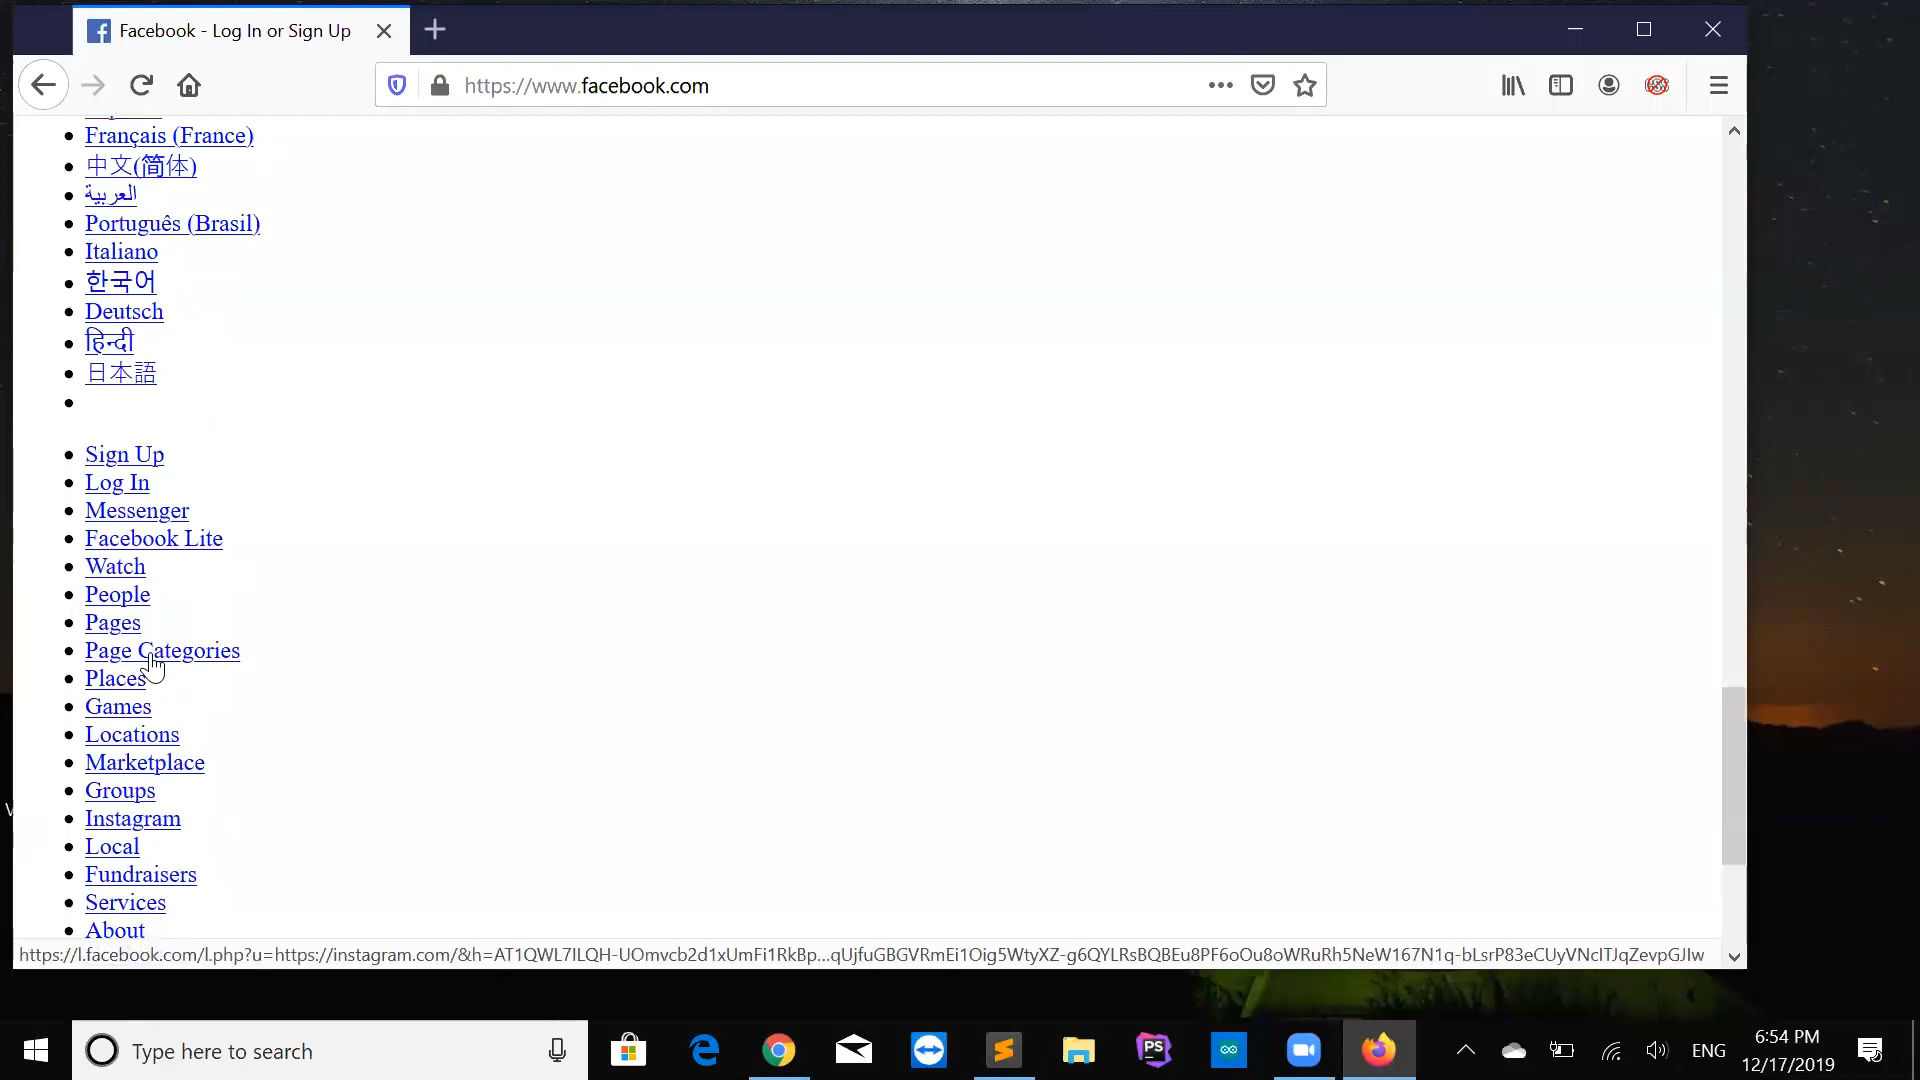 Facebook - Log In or Sign Up
https://www.facebook.com
Français (France)
中文(简体)
العربية
Português (Brasil)
Italiano
한국어
Deutsch
हिन्दी
日本語
Sign Up
Log In
Messenger
Facebook Lite
Watch
People
Pages
Page Categories
Places
Games
Locations
Marketplace
Groups
Instagram
Local
Fundraisers
Services
About
https://l.facebook.com/l.php?u=https://instagram.com/&h=AT1QWL7ILQH-UOmvcb2d1xUmFi1RkBp...qUjfuGBGVRmEi1Oig5WtyXZ-g6QYLRsBQBEu8PF6oOu8oWRuRh5NeW167N1q-bLsrP83eCUyVNcITJqZevpGJIw
Type here to search
PS
ENG
6:54 PM
12/17/2019